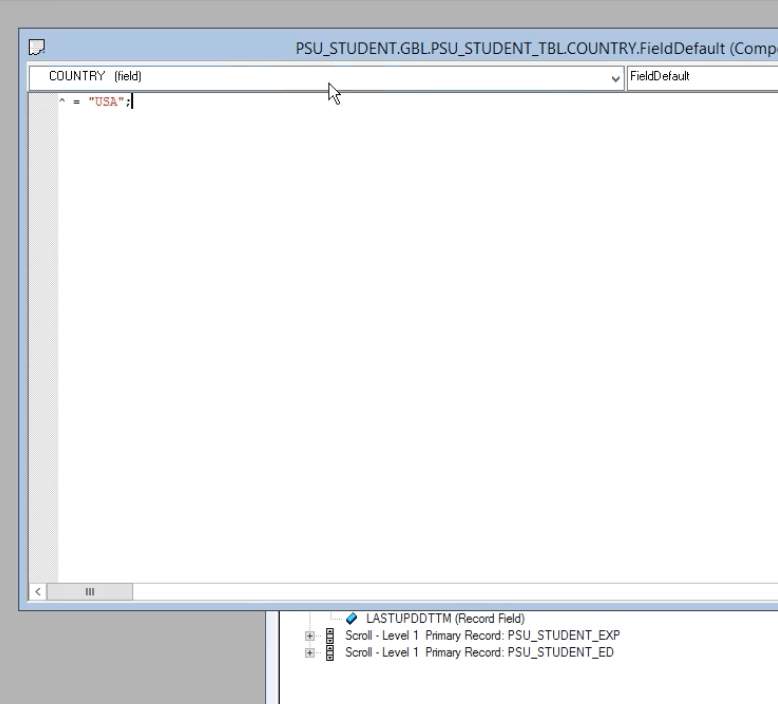 PSU_STUDENT.GBL.PSU_STUDENT_TBL.COUNTRY.FieldDefault (Comp
COUNTRY (field)
FieldDefault
^ = "USA";
LASTUPDDTTM (Record Field)
Scroll - Level 1 Primary Record: PSU_STUDENT_EXP
Scroll - Level 1 Primary Record: PSU_STUDENT_ED